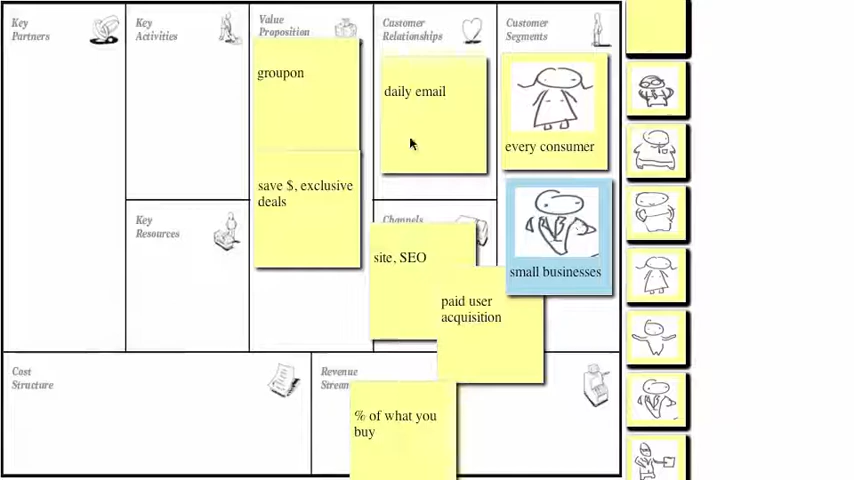 Key
Partners
Key
Activities
Value
Proposition
Customer
Relationships
Customer
Segments
groupon
daily email
every consumer
save $, exclusive
deals
Key
Resources
Channels
site, SEO
small businesses
paid user
acquisition
Cost
Structure
Revenue
Stream
% of what you
buy